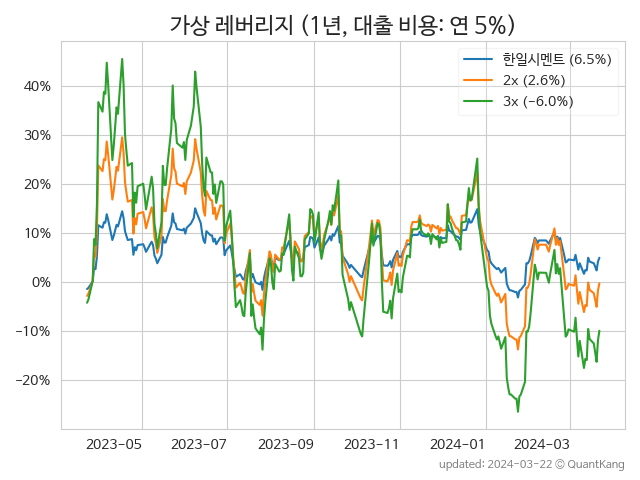 가상 레버리지 (1년, 대출 비용: 연 5%)
한일시멘트 (6.5%)
2x (2.6%)
3x (−6.0%)
40%
30%
20%
10%
0%
−10%
−20%
2023-05 2023-07 2023-09 2023-11 2024-01 2024-03
updated: 2024-03-22 © QuantKang